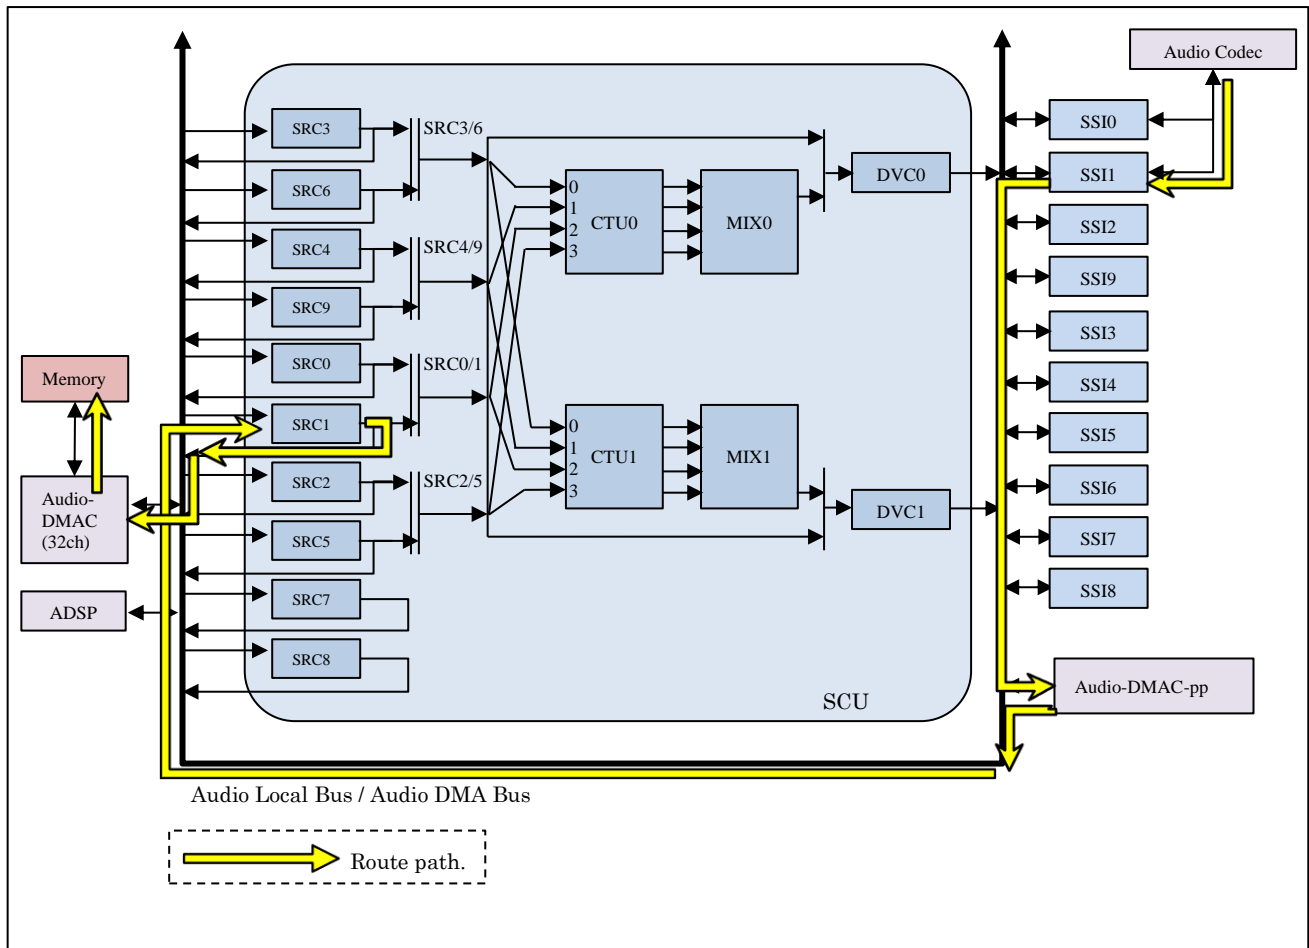 Audio Codec
SRC3
SRC3/6
SSI0
SRC6
SSI1
DVC0
0
1
2
3
CTU0
MIX0
SSI2
SRC4
SRC4/9
SSI9
SRC9
SSI3
SRC0
SRC0/1
Memory
SSI4
SRC1
SSI5
0
1
2
3
CTU1
MIX1
SRC2
SRC2/5
SSI6
Audio-
DMAC
(32ch)
DVC1
SRC5
SSI7
SSI8
SRC7
ADSP
SRC8
Audio-DMAC-pp
SCU
Audio Local Bus / Audio DMA Bus
Route path.